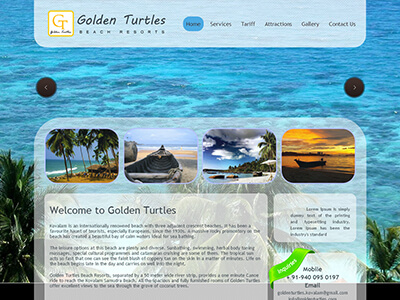 GT
Golden Turtles
BEACH RESORTS
Home Services Tariff Attractions Gallery Contact Us
Welcome to Golden Turtles
Kovalam is an internationally renowned beach with three adjacent crescent beaches. It has been a
favourite haunt of tourists, especially Europeans, since the 1930s. A massive rocky promontory on the
beach has created a beautiful bay of calm waters ideal for sea bathing.
The leisure options at this beach are plenty and diverse. Sunbathing, swimming, herbal body toning
massages, special cultural programmes and catamaran cruising are some of them. The tropical sun
acts so fast that one can see the faint blush of coppery tan on the skin in a matter of minutes. Life on
the beach begins late in the day and carries on
Golden Turtles Beach Resorts, separated by a 50 meter wide river strip, provides a one minute Canoe
ride to reach the Kovalam Samudra beach. All the spacious and fully furnished rooms of Golden Turtles
offer excellent views to the sea through the grove of coconut trees.
Lorem Ipsum is simply
dummy text of the printing
and typesetting industry.
Lorem Ipsum has been the
industry's standard
Inquiries
Mobile
+91-940 095 0197
Email
goldenturtles.kovalam@gmail.com